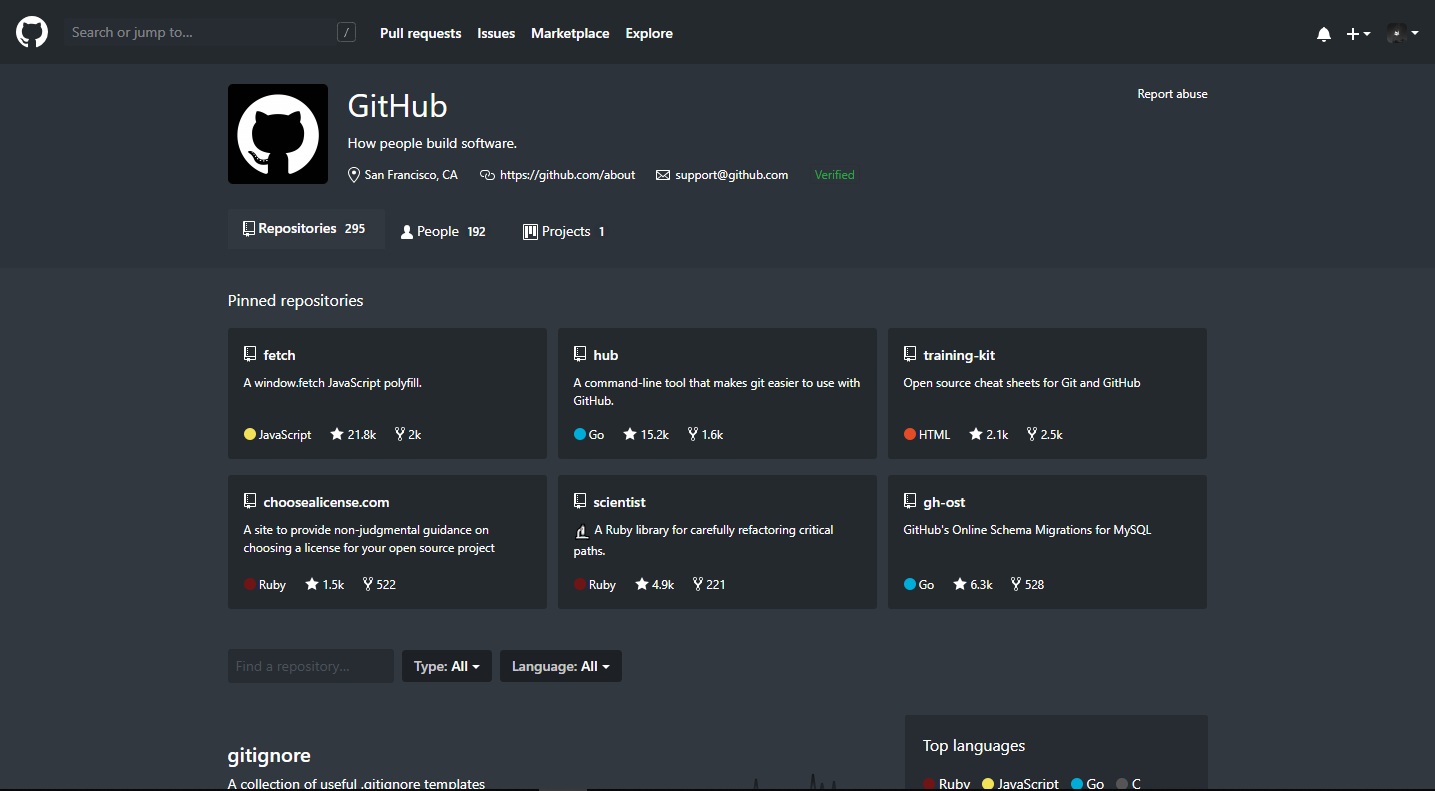 Search or jump to... / Pull requests Issues Marketplace Explore
GitHub
Report abuse
How people build software.
San Francisco, CA https://github.com/about support@github.com Verified
Repositories 295 People 192 Projects 1
Pinned repositories
fetch
A window.fetch JavaScript polyfill.
JavaScript 21.8k 2k
hub
A command-line tool that makes git easier to use with
GitHub.
Go 15.2k 1.6k
training-kit
Open source cheat sheets for Git and GitHub
HTML 2.1k 2.5k
choosealicense.com
A site to provide non-judgmental guidance on
choosing a license for your open source project
Ruby 1.5k 522
scientist
A Ruby library for carefully refactoring critical
paths.
Ruby 4.9k 221
gh-ost
GitHub's Online Schema Migrations for MySQL
Go 6.3k 528
Find a repository... Type: All Language: All
gitignore
A collection of useful .gitignore templates
Top languages
Ruby JavaScript Go C